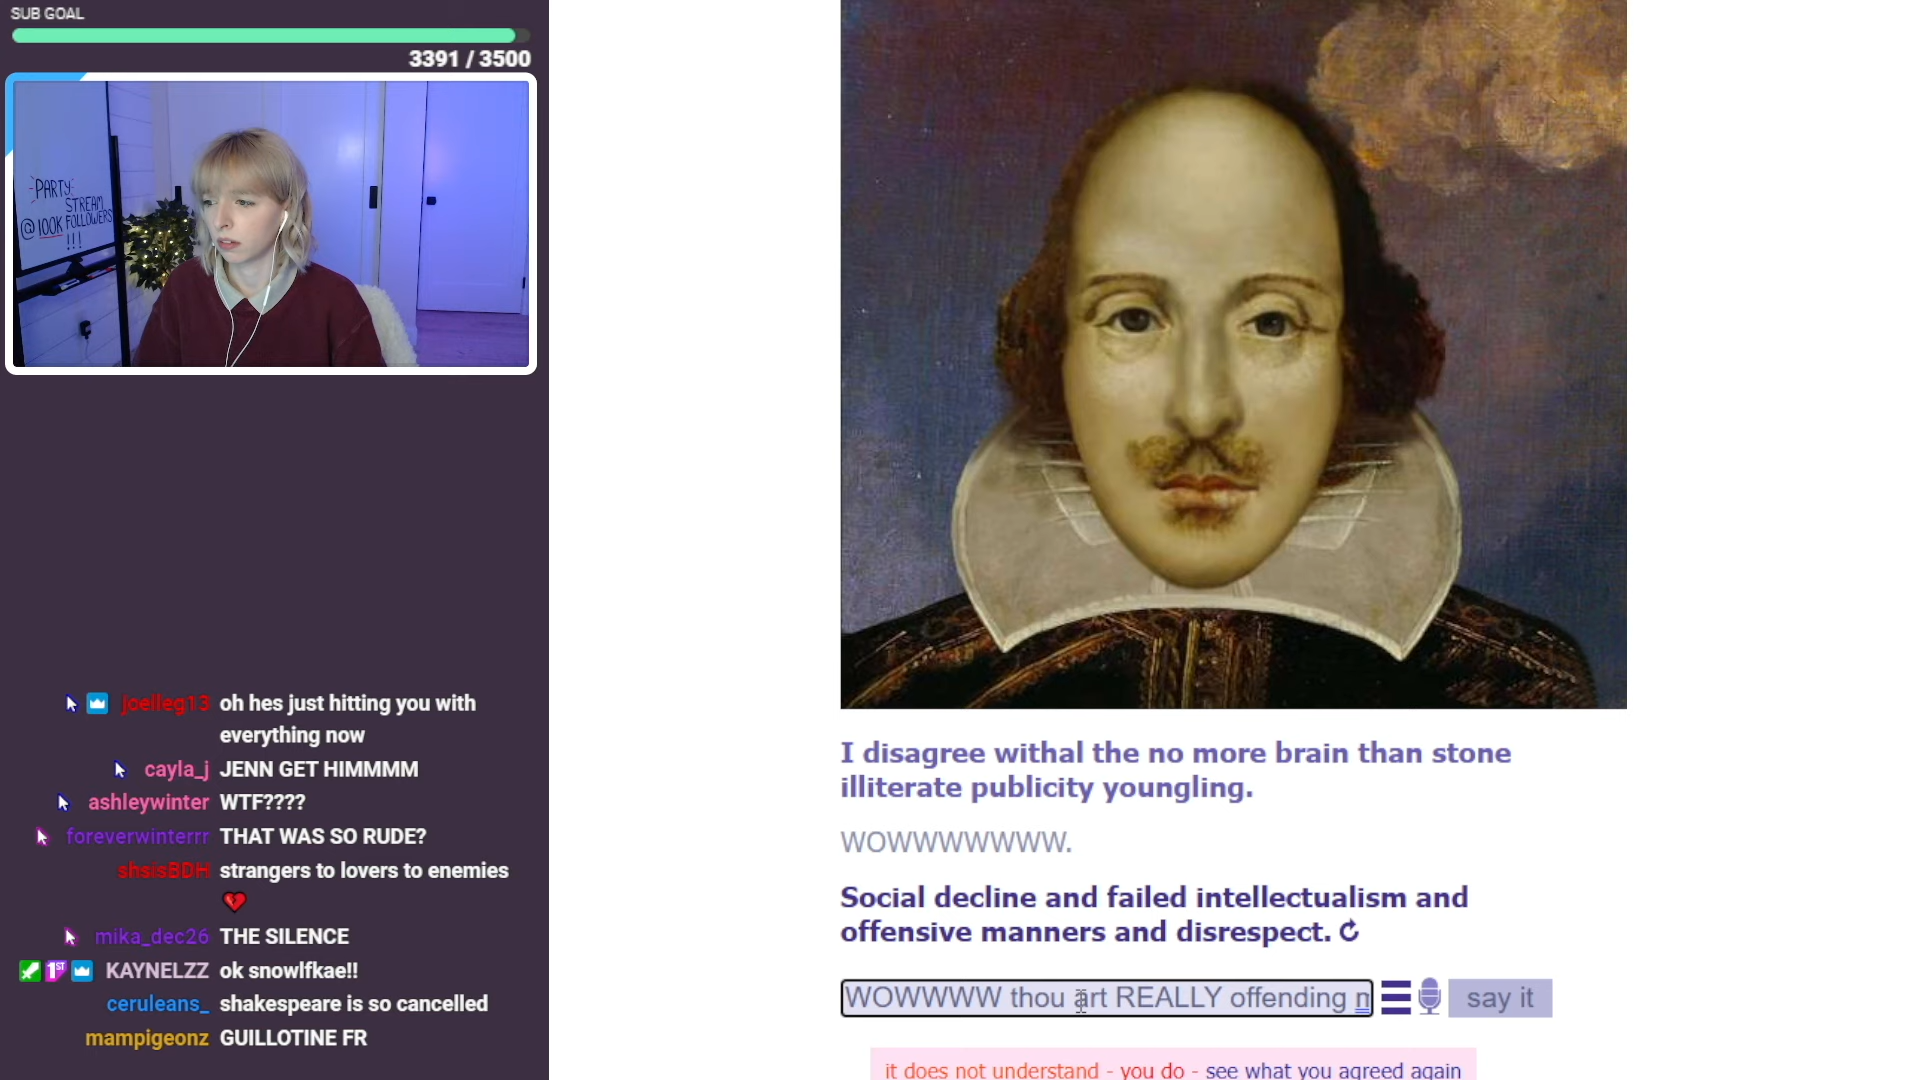 SUB GOAL
3391 / 3500
PARTY
STREAM
@100K FOLLOWERS
!!!
joelleg13 oh hes just hitting you with
everything now
cayla_j JENN GET HIMMMM
ashleywinter WTF????
foreverwinterrr THAT WAS SO RUDE?
shsisBDH strangers to lovers to enemies
mika_dec26 THE SILENCE
1ST KAYNELZZ ok snowlfkae!!
ceruleans_ shakespeare is so cancelled
mampigeonz GUILLOTINE FR
I disagree withal the no more brain than stone
illiterate publicity youngling.
WOWWWWWWW.
Social decline and failed intellectualism and
offensive manners and disrespect.
WOWWWW thou art REALLY offending m
say it
it does not understand - you do - see what you agreed again